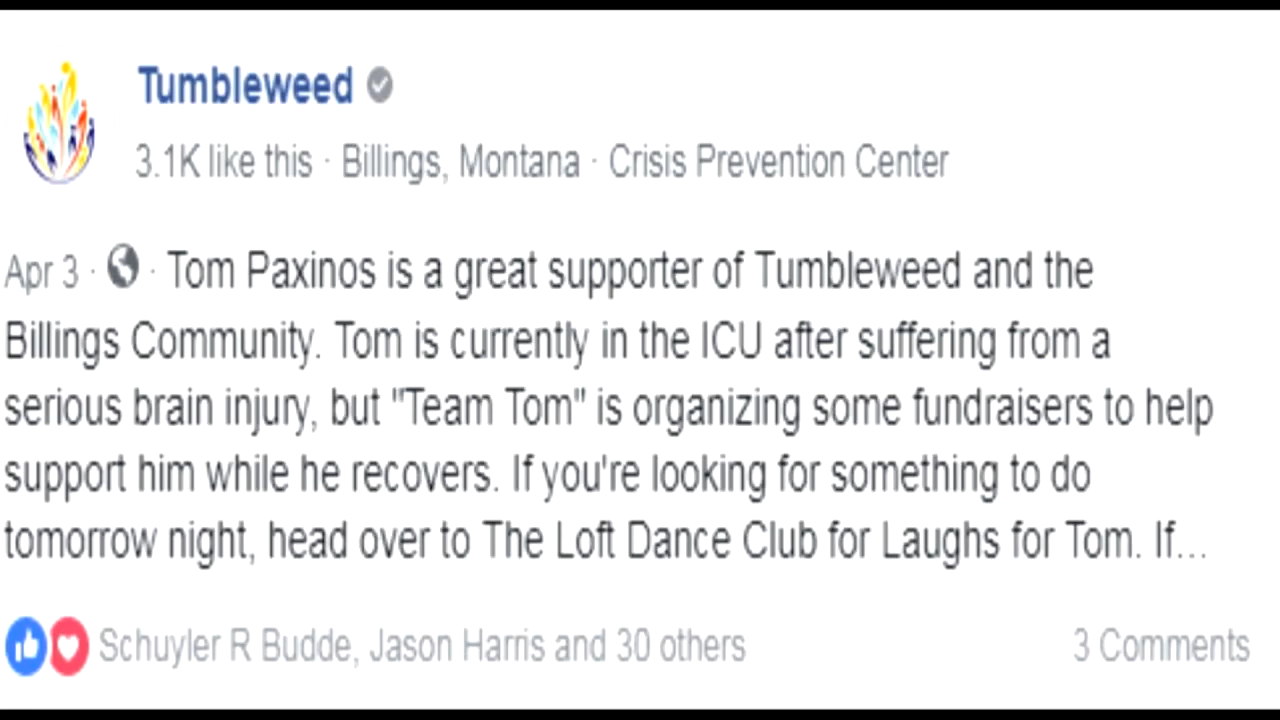 Tumbleweed
3.1K like this · Billings, Montana · Crisis Prevention Center
Apr 3 · · Tom Paxinos is a great supporter of Tumbleweed and the
Billings Community. Tom is currently in the ICU after suffering from a
serious brain injury, but "Team Tom" is organizing some fundraisers to help
support him while he recovers. If you're looking for something to do
tomorrow night, head over to The Loft Dance Club for Laughs for Tom. If...
Schuyler R Budde, Jason Harris and 30 others 3 Comments